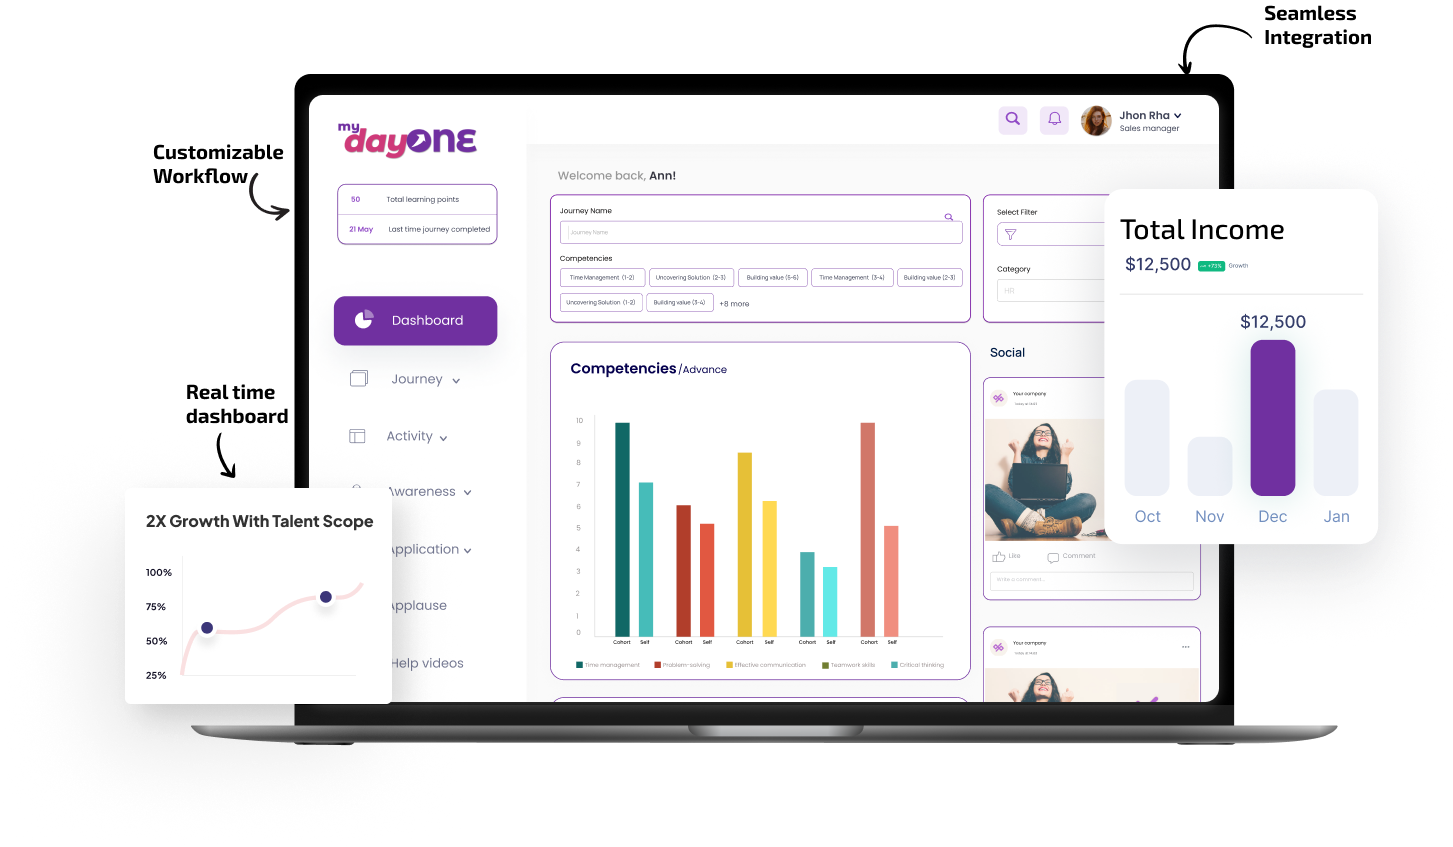 Seamless
Integration
Customizable
Workflow
Real time
dashboard
my
dayONE
50 Total learning points
21 May Last time journey completed
Dashboard
Journey
Activity
Awareness
Application
Applause
Help videos
Jhon Rha
Sales manager
Welcome back, Ann!
Journey Name
Journey Name
Competencies
Time Management (1-2) Uncovering Solution (2-3) Building value (5-6) Time Management (3-4) Building value (2-3)
Uncovering Solution (1-2) Building value (3-4) +8 more
Select Filter
Category
HR
Competencies/Advance
10
9
8
7
6
5
4
3
2
1
0
Cohort Self Cohort Self Cohort Self Cohort Self Cohort Self
Time management Problem-solving Effective communication Teamwork skills Critical thinking
Social
Your company
Like Comment
Write a comment...
Your company
Total Income
$12,500 +73% Growth
$12,500
Oct Nov Dec Jan
2X Growth With Talent Scope
100%
75%
50%
25%